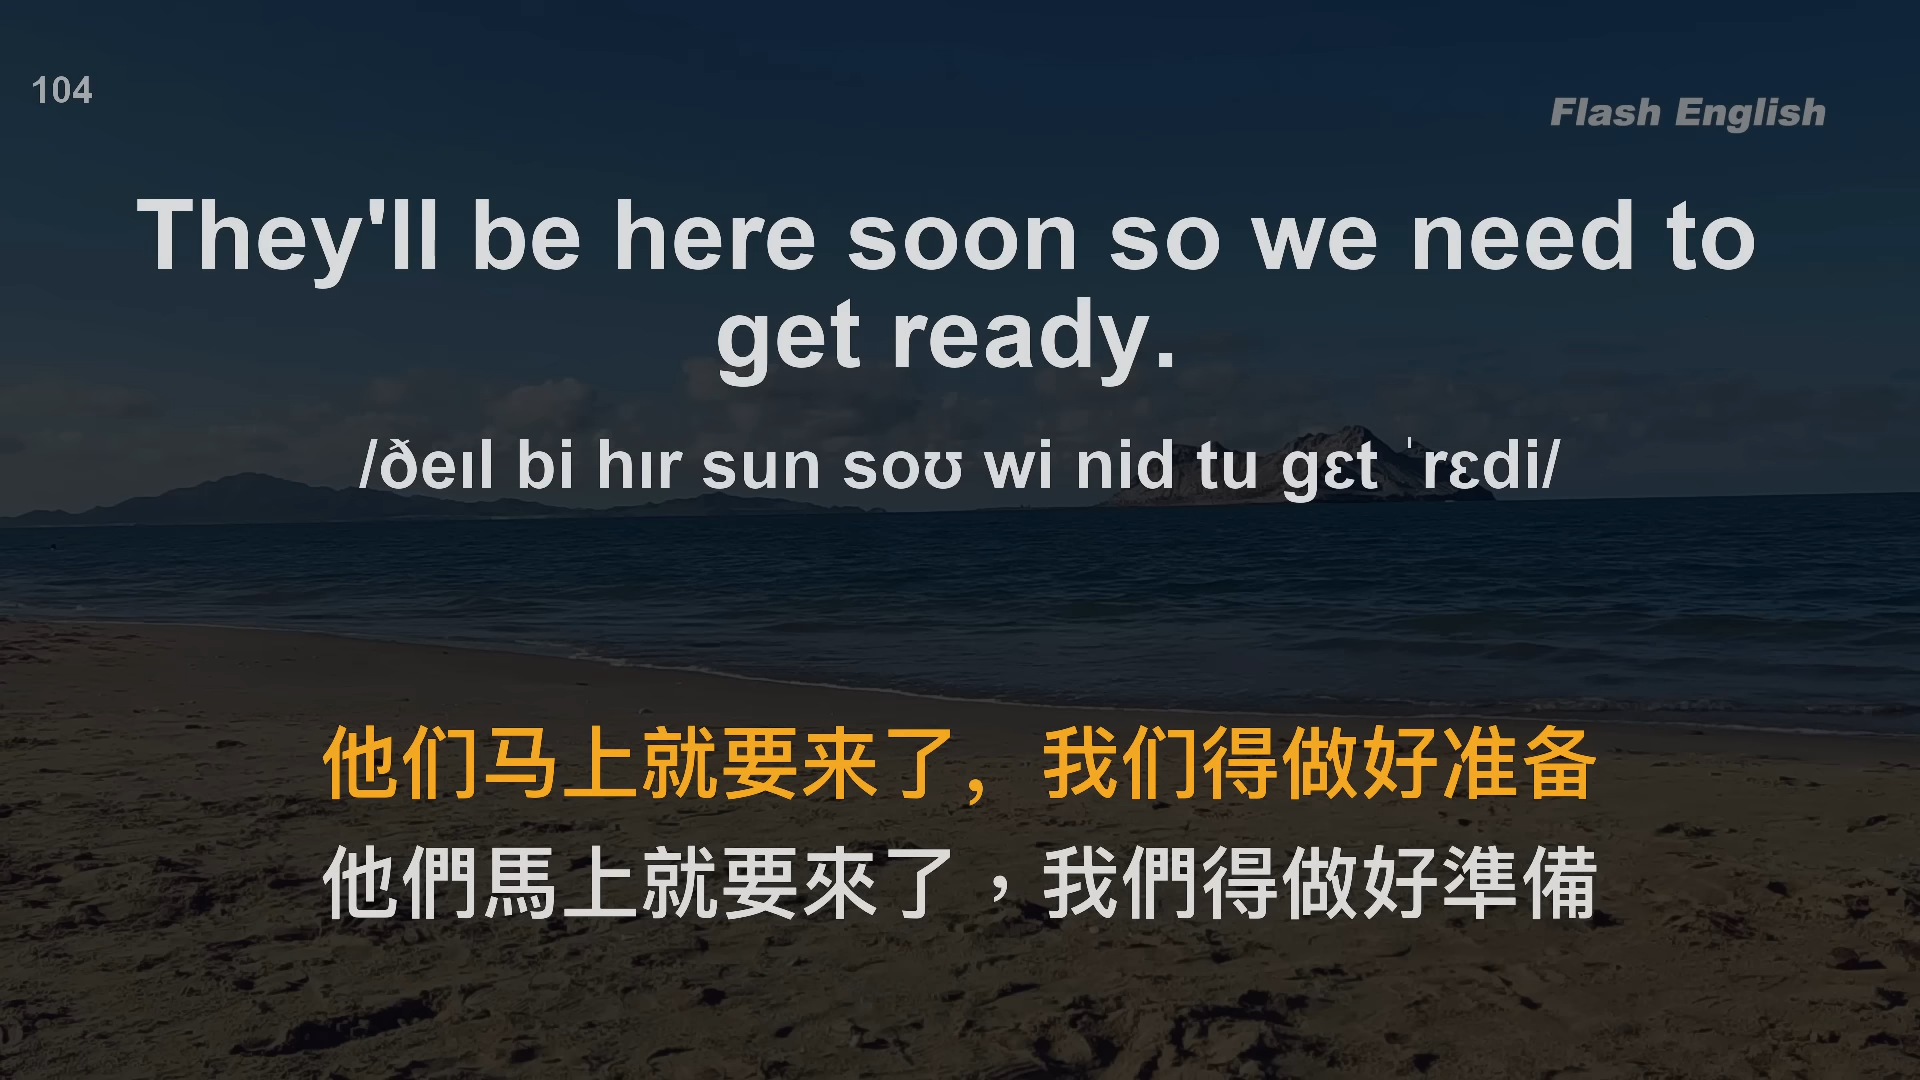 104
Flash English
They'll be here soon so we need to
get ready.
/ðeɪl bi hɪr sun soʊ wi nid tu gɛt ˈrɛdi/
他们马上就要来了，我们得做好准备
他們馬上就要來了，我們得做好準備